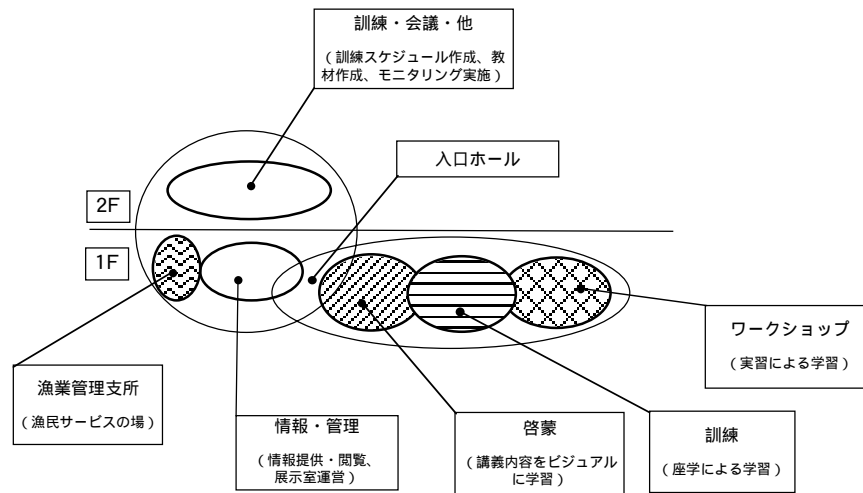 訓練・会議・他
（訓練スケジュール作成、教
材作成、モニタリング実施）
入口ホール
2F
1F
ワークショップ
（実習による学習）
漁業管理支所
（漁民サービスの場）
情報・管理
（情報提供・閲覧、
展示室運営）
啓蒙
（講義内容をビジュアル
に学習）
訓練
（座学による学習）